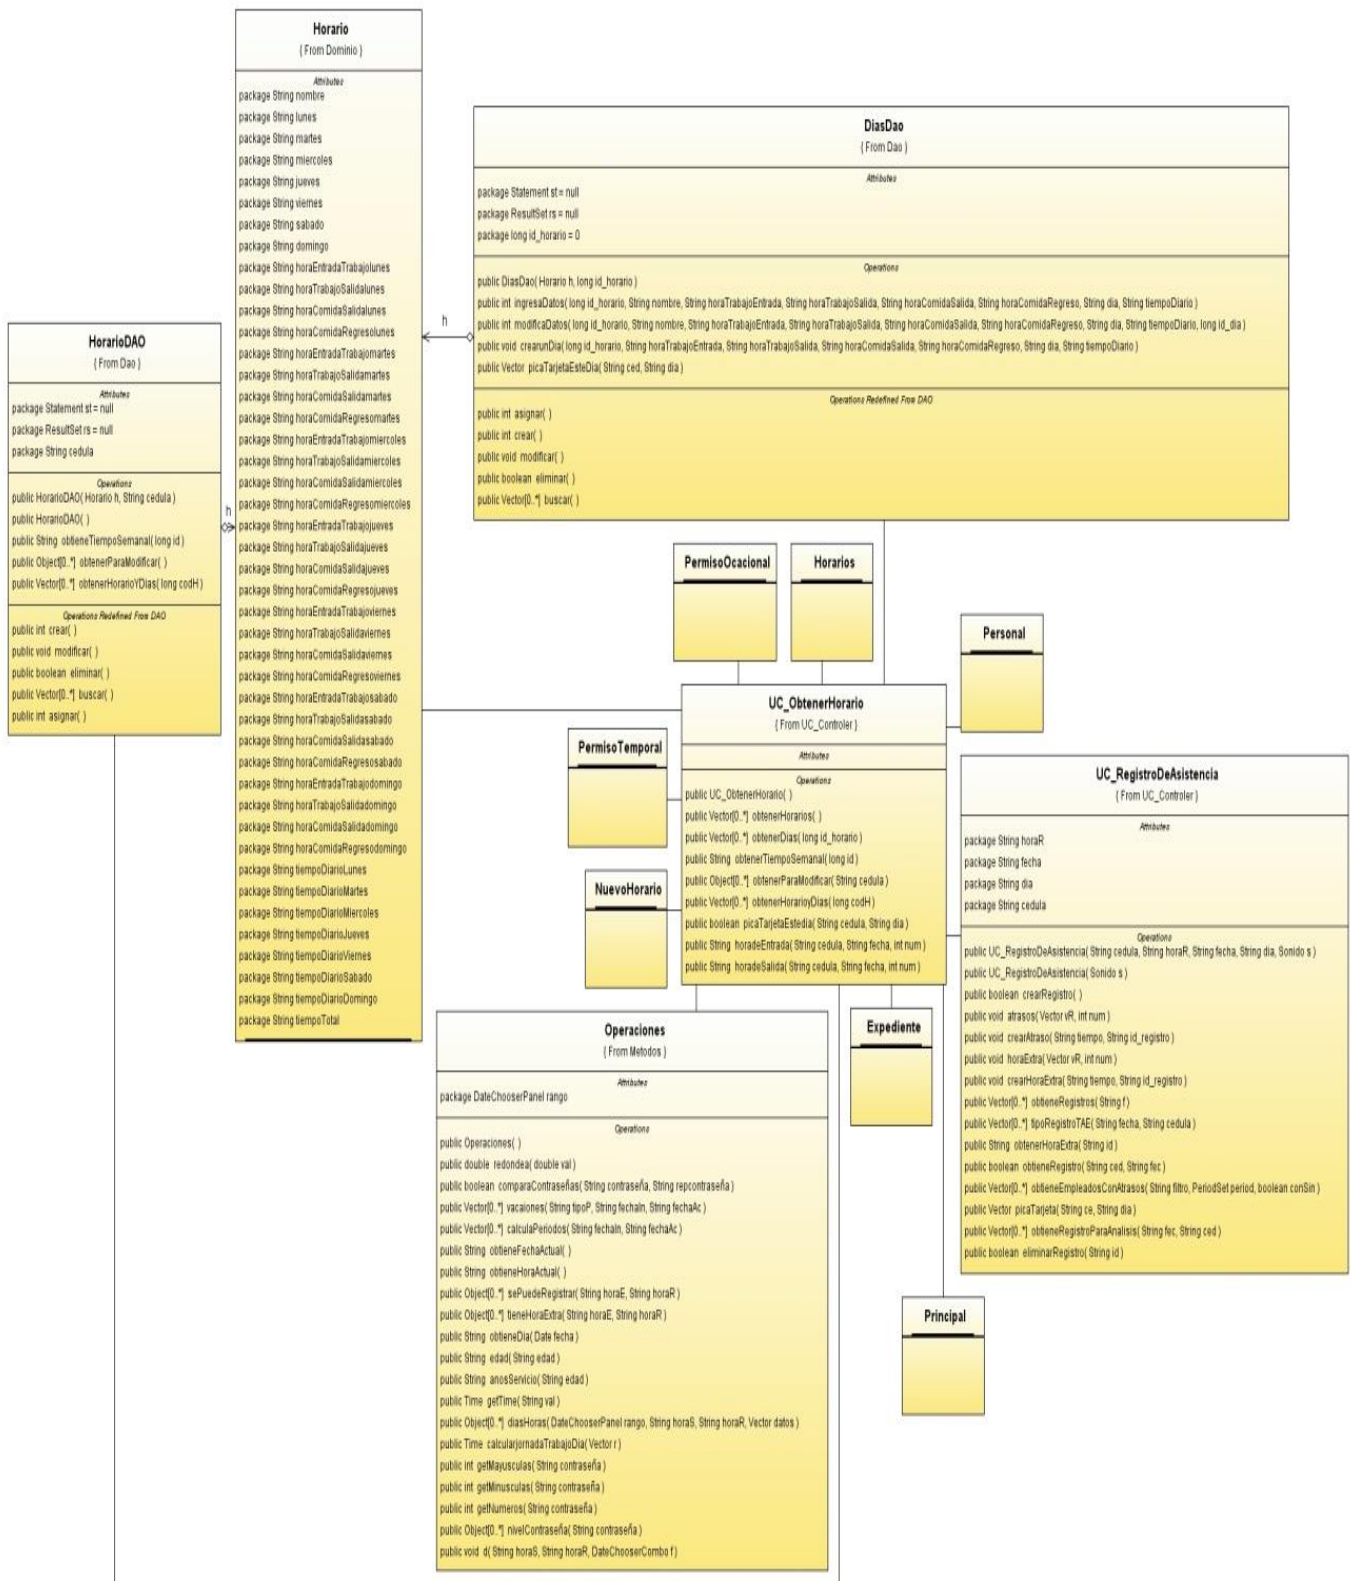 Horario
{ From Dominio }
Attributes
package String nombre
package String lunes
package String martes
package String miercoles
package String jueves
package String viernes
package String sabado
package String domingo
package String horaEntradaTrabajolunes
package String horaTrabajoSalidalunes
package String horaComidaSalidalunes
package String horaComidaRegresolunes
package String horaEntradaTrabajomartes
package String horaTrabajoSalidamartes
package String horaComidaSalidamartes
package String horaComidaRegresomartes
package String horaEntradaTrabajomiercoles
package String horaTrabajoSalidamiercoles
package String horaComidaSalidamiercoles
package String horaComidaRegresomiercoles
package String horaEntradaTrabajojueves
package String horaTrabajoSalidajueves
package String horaComidaSalidajueves
package String horaComidaRegresojueves
package String horaEntradaTrabajoviernes
package String horaTrabajoSalidaviernes
package String horaComidaSalidaviernes
package String horaComidaRegresoviernes
package String horaEntradaTrabajosabado
package String horaTrabajoSalidasabado
package String horaComidaSalidasabado
package String horaComidaRegresosabado
package String horaEntradaTrabajodomingo
package String horaTrabajoSalidadomingo
package String horaComidaSalidadomingo
package String horaComidaRegresodomingo
package String tiempoDiarioLunes
package String tiempoDiarioMartes
package String tiempoDiarioMiercoles
package String tiempoDiarioJueves
package String tiempoDiarioViernes
package String tiempoDiarioSabado
package String tiempoDiarioDomingo
package String tiempoTotal
DiasDao
{ From Dao }
Attributes
package Statement st = null
package ResultSet rs = null
package long id_horario = 0
Operations
public DiasDao( Horario h, long id_horario )
public int ingresaDatos( long id_horario, String nombre, String horaTrabajoEntrada, String horaTrabajoSalida, String horaComidaSalida, String horaComidaRegreso, String dia, String tiempoDiario )
public int modificaDatos( long id_horario, String nombre, String horaTrabajoEntrada, String horaTrabajoSalida, String horaComidaSalida, String horaComidaRegreso, String dia, String tiempoDiario, long id_dia )
public void crearunDia( long id_horario, String horaTrabajoEntrada, String horaTrabajoSalida, String horaComidaSalida, String horaComidaRegreso, String dia, String tiempoDiario )
public Vector picaTarjetaEsteDia( String ced, String dia )
Operations Redefined From DAO
public int asignar( )
public int crear( )
public void modificar( )
public boolean eliminar( )
public Vector[0..*] buscar( )
h
HorarioDAO
{ From Dao }
Attributes
package Statement st = null
package ResultSet rs = null
package String cedula
Operations
public HorarioDAO( Horario h, String cedula )
public HorarioDAO( )
public String obtieneTiempoSemanal( long id )
public Object[0..*] obtenerParaModificar( )
public Vector[0..*] obtenerHorarioYDias( long codH )
Operations Redefined From DAO
public int crear( )
public void modificar( )
public boolean eliminar( )
public Vector[0..*] buscar( )
public int asignar( )
h
PermisoOcacional
Horarios
Personal
UC_ObtenerHorario
{ From UC_Controler }
Attributes
Operations
public UC_ObtenerHorario( )
public Vector[0..*] obtenerHorarios( )
public Vector[0..*] obtenerDias( long id_horario )
public String obtenerTiempoSemanal( long id )
public Object[0..*] obtenerParaModificar( String cedula )
public Vector[0..*] obtenerHorarioyDias( long codH )
public boolean picaTarjetaEstedia( String cedula, String dia )
public String horadeEntrada( String cedula, String fecha, int num )
public String horadeSalida( String cedula, String fecha, int num )
PermisoTemporal
NuevoHorario
UC_RegistroDeAsistencia
{ From UC_Controler }
Attributes
package String horaR
package String fecha
package String dia
package String cedula
Operations
public UC_RegistroDeAsistencia( String cedula, String horaR, String fecha, String dia, Sonido s )
public UC_RegistroDeAsistencia( Sonido s )
public boolean crearRegistro( )
public void atrasos( Vector vR, int num )
public void crearAtraso( String tiempo, String id_registro )
public void horaExtra( Vector vR, int num )
public void crearHoraExtra( String tiempo, String id_registro )
public Vector[0..*] obtieneRegistros( String f )
public Vector[0..*] tipoRegistroTAE( String fecha, String cedula )
public String obtenerHoraExtra( String id )
public boolean obtieneRegistro( String ced, String fec )
public Vector[0..*] obtieneEmpleadosConAtrasos( String filtro, PeriodSet period, boolean conSin )
public Vector picaTarjeta( String ce, String dia )
public Vector[0..*] obtieneRegistroParaAnalisis( String fec, String ced )
public boolean eliminarRegistro( String id )
Operaciones
{ From Metodos }
Attributes
package DateChooserPanel rango
Operations
public Operaciones( )
public double redondea( double val )
public boolean comparaContraseñas( String contraseña, String repcontraseña )
public Vector[0..*] vacaiones( String tipoP, String fechaIn, String fechaAc )
public Vector[0..*] calculaPeriodos( String fechaIn, String fechaAc )
public String obtieneFechaActual( )
public String obtieneHoraActual( )
public Object[0..*] sePuedeRegistrar( String horaE, String horaR )
public Object[0..*] tieneHoraExtra( String horaE, String horaR )
public String obtieneDia( Date fecha )
public String edad( String edad )
public String anosServicio( String edad )
public Time getTime( String val )
public Object[0..*] diasHoras( DateChooserPanel rango, String horaS, String horaR, Vector datos )
public Time calcularjornadaTrabajoDia( Vector r )
public int getMayusculas( String contraseña )
public int getMinusculas( String contraseña )
public int getNumeros( String contraseña )
public Object[0..*] nivelContraseña( String contraseña )
public void d( String horaS, String horaR, DateChooserCombo f )
Expediente
Principal